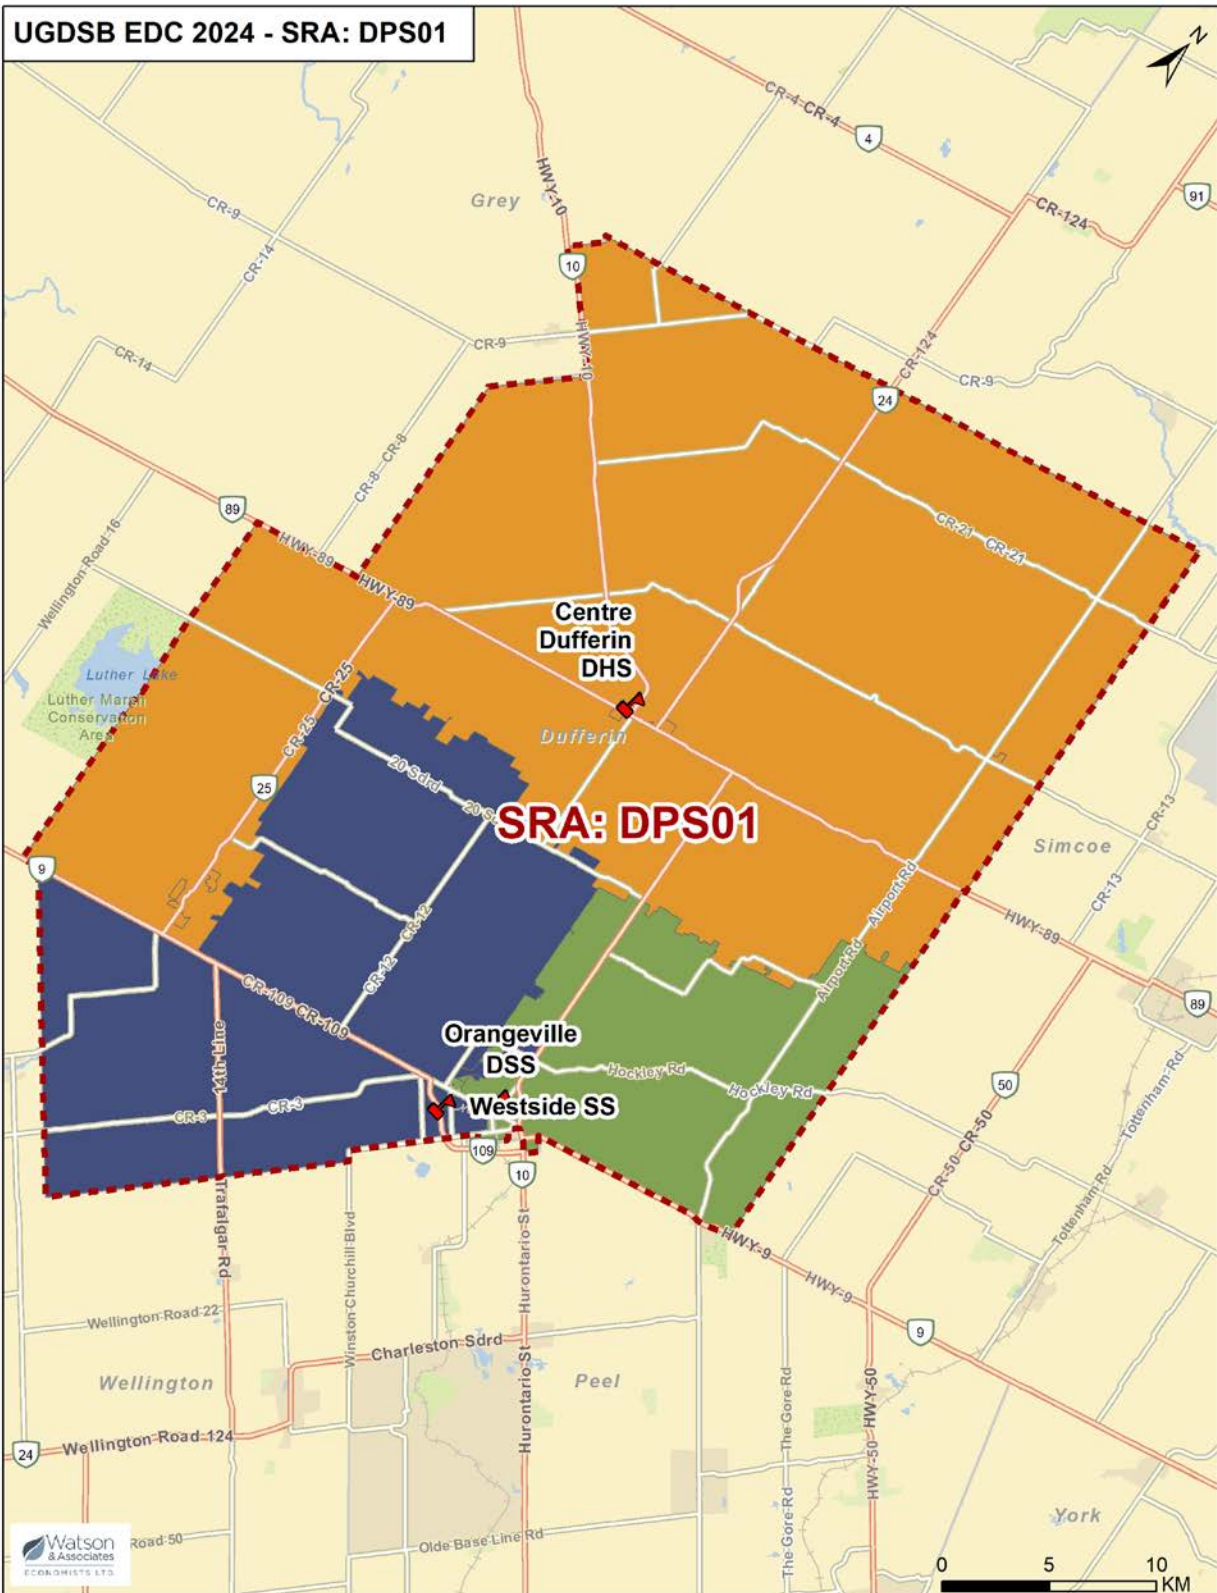 UGDSB EDC 2024 - SRA: DPS01
N
CR-4 CR-4
4
HWY-10
Grey
91
CR-9
CR-124
CR-14
10
HWY-10
CR-124
CR-9
CR-14
CR-9
24
CR-8 CR-8
89
HWY-89
Wellington Road 16
CR-21 CR-21
HWY-89
Centre
Dufferin
DHS
Luther Lake
Luther Marsh
Conservation
Area
CR-25 CR-25
Dufferin
20 Sdrd
25
SRA: DPS01
CR-13
Simcoe
9
Airport Rd
CR-13
CR-12
HWY-89
CR-12
Airport Rd
89
CR-109 CR-109
14th Line
Orangeville
DSS
Hockley Rd
Hockley Rd
50
Tottenham Rd
Westside SS
CR-3
CR-3
109
10
CR-50 CR-50
Trafalgar Rd
Winston Churchill Blvd
Hurontario St
Tottenham Rd
HWY-9
HWY-9
Wellington Road 22
9
Charleston Sdrd
Wellington
Hurontario St
Peel
The Gore Rd
HWY-50
24
Wellington Road 124
HWY-50
The Gore Rd
York
Watson
& Associates
ECONOMISTS LTD.
Road 50
Olde Base Line Rd
0 5 10
KM